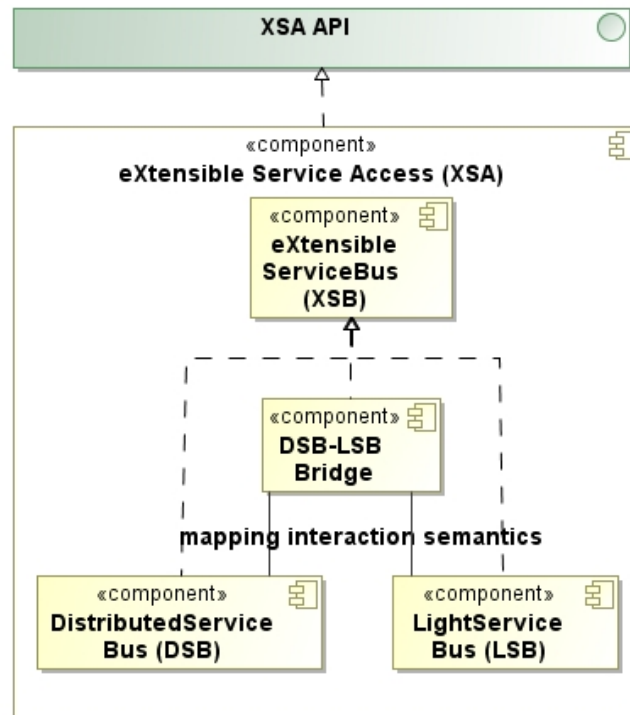 XSA API
«component»
eXtensible Service Access (XSA)
«component»
eXtensible
ServiceBus
(XSB)
«component»
DSB-LSB
Bridge
mapping interaction semantics
«component»
DistributedService
Bus (DSB)
«component»
LightService
Bus (LSB)